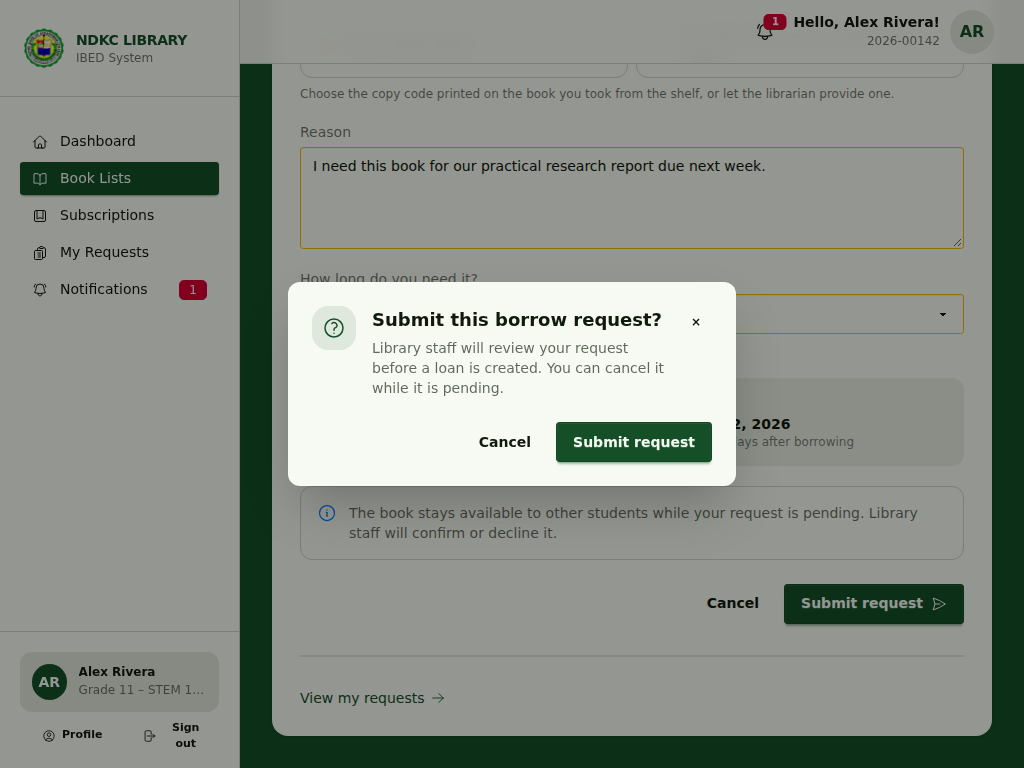 NDKC LIBRARY
IBED System
Dashboard
Book Lists
Subscriptions
My Requests
Notifications
1
Alex Rivera
Grade 11 – STEM 1...
AR
Profile
Sign
out
1
Hello, Alex Rivera!
2026-00142
AR
Choose the copy code printed on the book you took from the shelf, or let the librarian provide one.
Reason
I need this book for our practical research report due next week.
How long do you need it?
Submit this borrow request?
Library staff will review your request
before a loan is created. You can cancel it
while it is pending.
Cancel
Submit request
2, 2026
ays after borrowing
The book stays available to other students while your request is pending. Library
staff will confirm or decline it.
Cancel
Submit request
View my requests